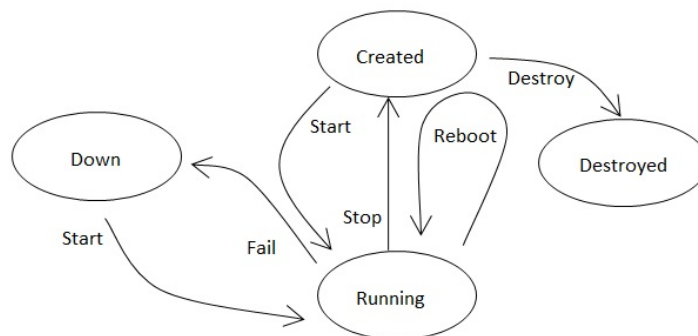 Created
Destroy
Start
Reboot
Down
Destroyed
Stop
Start
Fail
Running